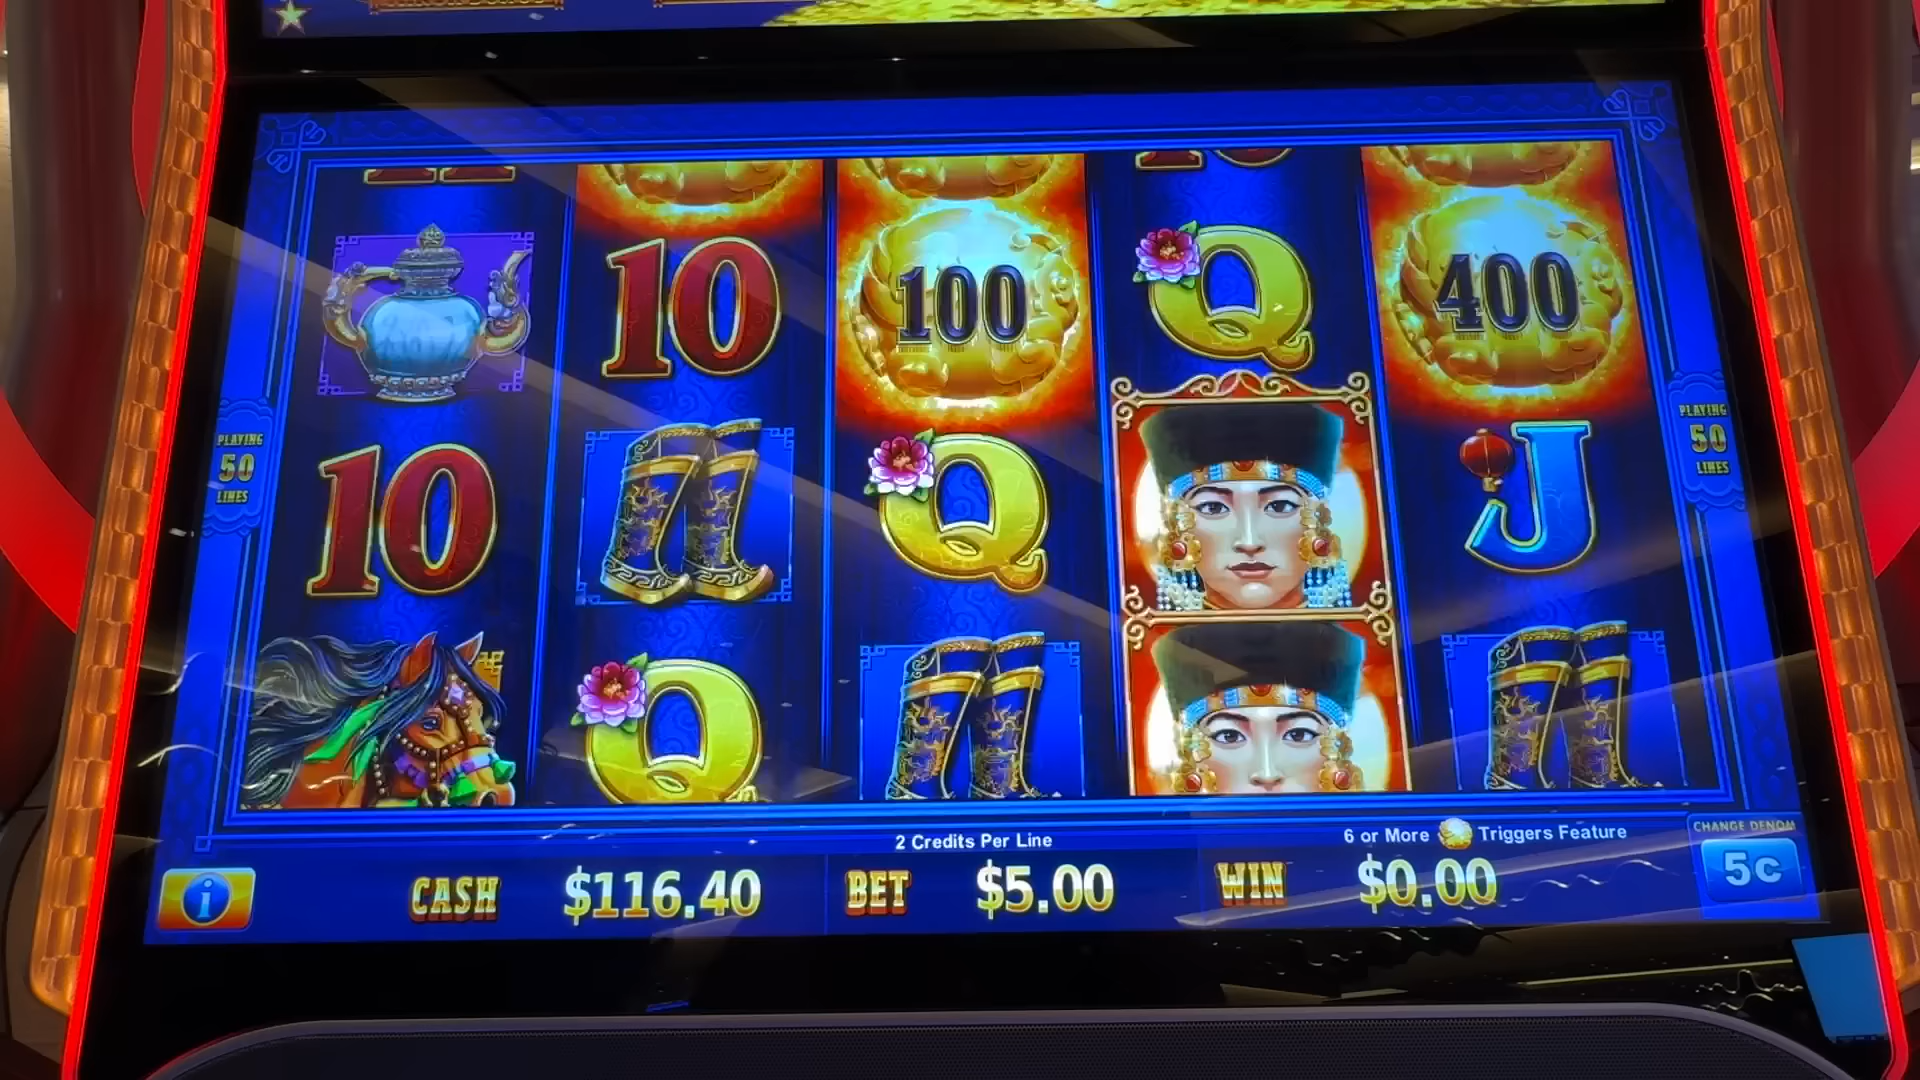 10
100
Q
400
PLAYING
50
LINES
10
Q
J
PLAYING
50
LINES
Q
2 Credits Per Line
6 or More Triggers Feature
CHANGE DENOM
i
CASH $116.40
BET $5.00
WIN $0.00
5c